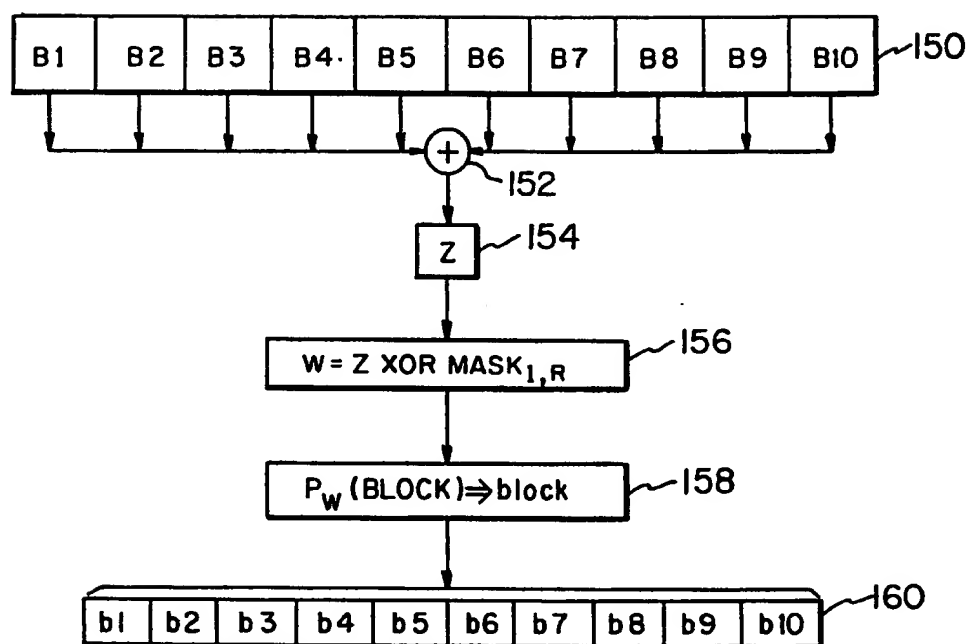 B1 B2 B3 B4. B5 B6 B7 B8 B9 B10 150
+ 152
Z 154
W = Z XOR MASK1,R 156
PW (BLOCK)⇒block 158
160
b1 b2 b3 b4 b5 b6 b7 b8 b9 b10